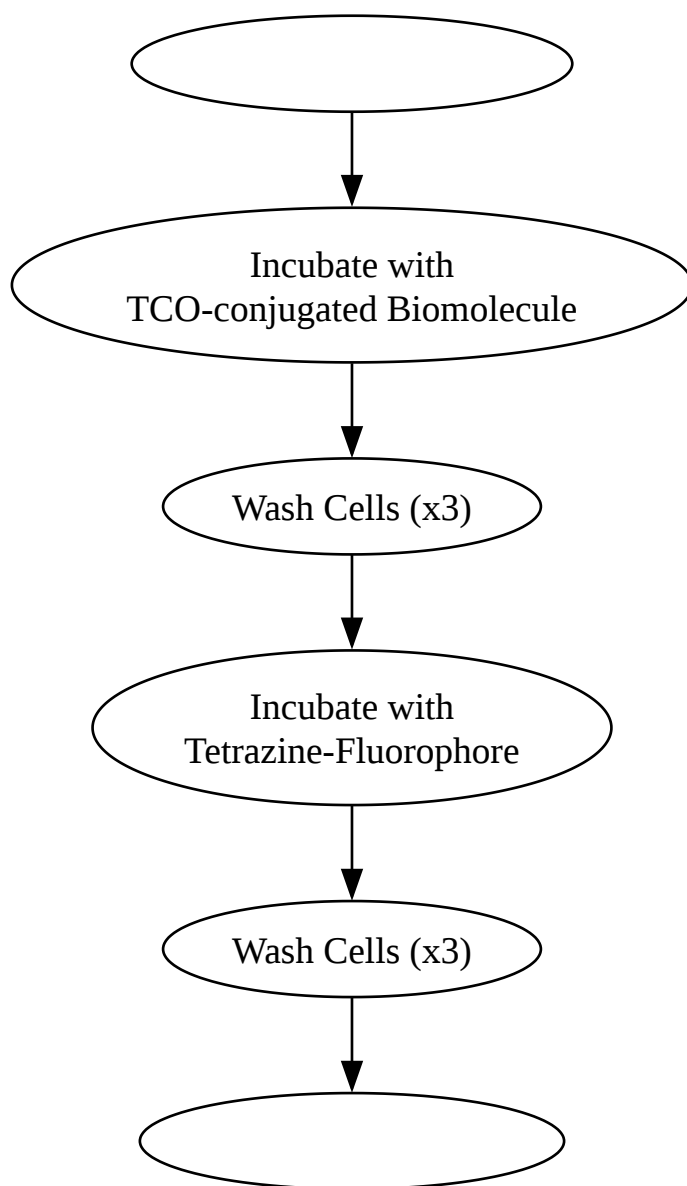 Incubate with
TCO-conjugated Biomolecule
Wash Cells (x3)
Incubate with
Tetrazine-Fluorophore
Wash Cells (x3)